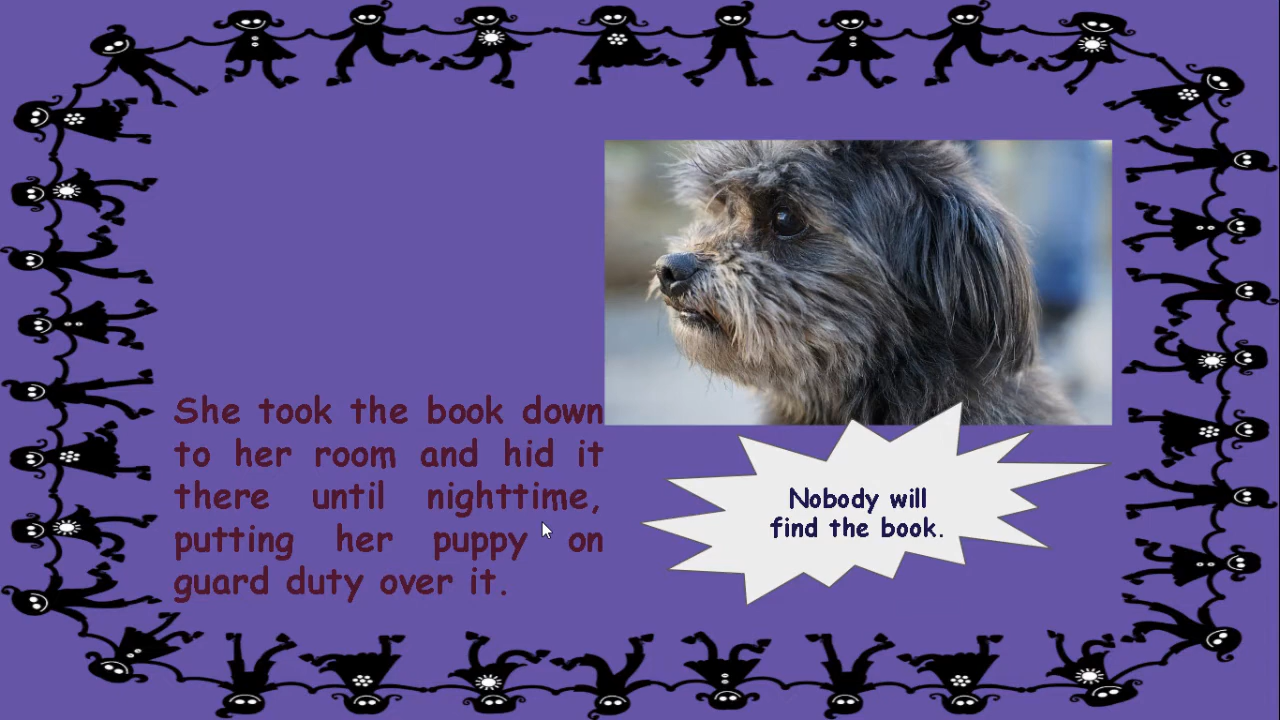 She took the book down
to her room and hid it
there until nighttime,
putting her puppy on
guard duty over it.
Nobody will
find the book.